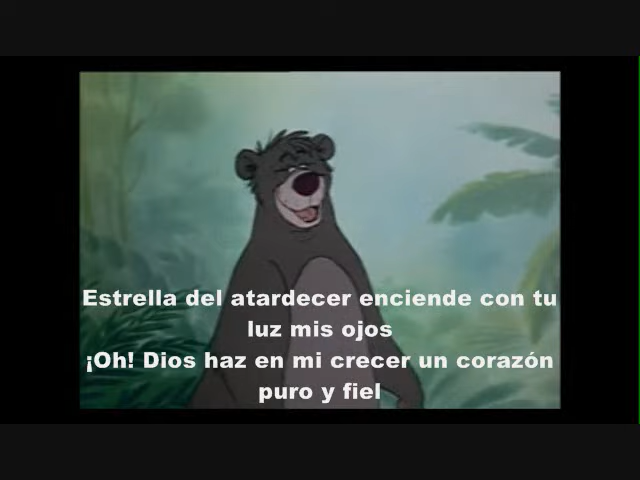 Estrella del atardecer enciende con tu
luz mis ojos
¡Oh! Dios haz en mi crecer un corazón
puro y fiel